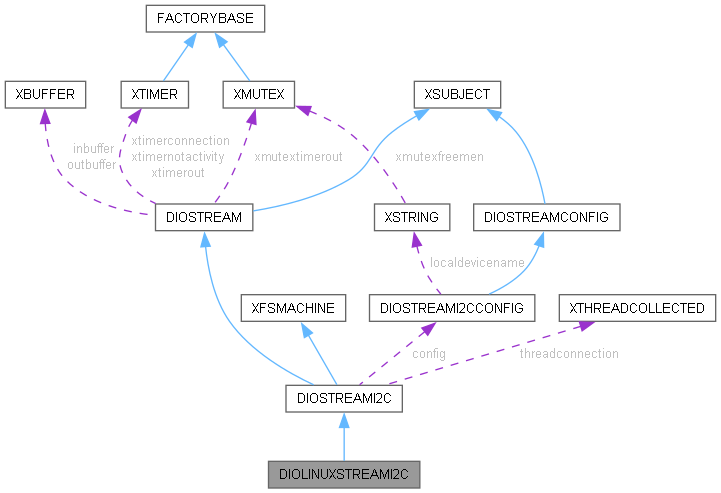 FACTORYBASE
XBUFFER
XTIMER
XMUTEX
XSUBJECT
inbuffer
outbuffer
xtimerconnection
xtimernotactivity
xtimerout
xmutextimerout
xmutexfreemen
DIOSTREAM
XSTRING
DIOSTREAMCONFIG
localdevicename
XFSMACHINE
DIOSTREAMI2CCONFIG
XTHREADCOLLECTED
config
threadconnection
DIOSTREAMI2C
DIOLINUXSTREAMI2C